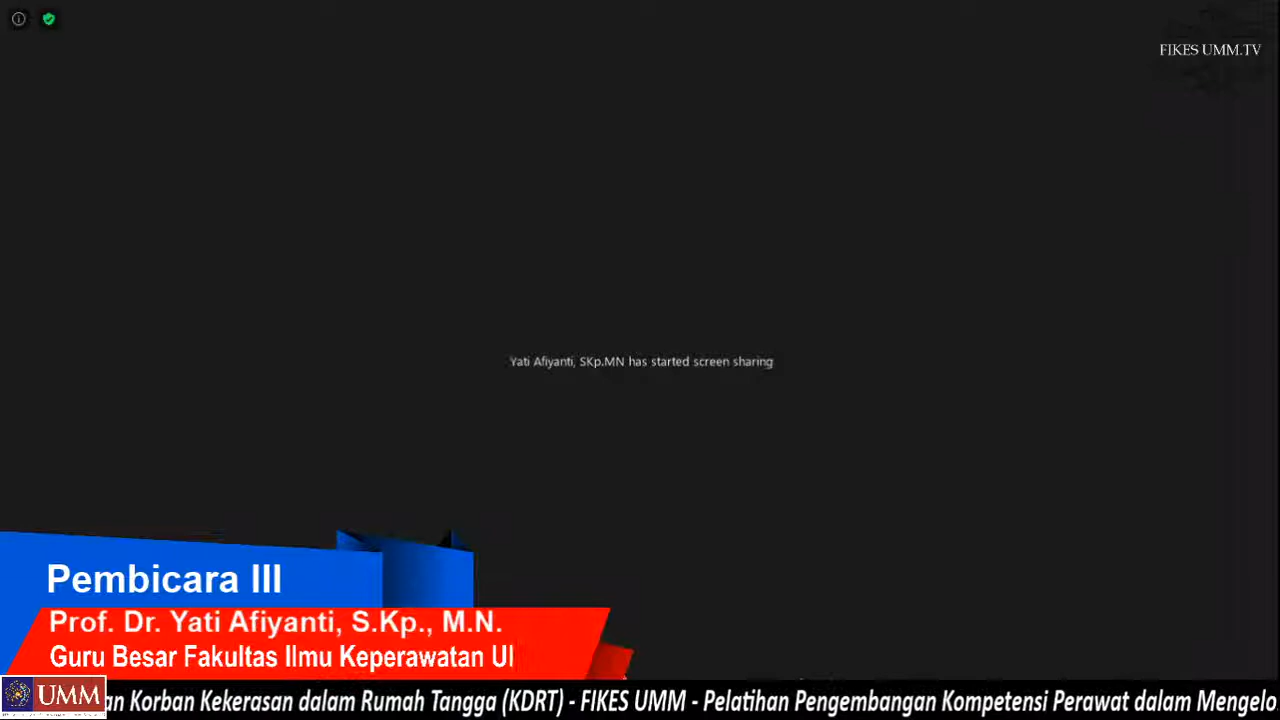 FIKES UMM.TV
Yati Afiyanti, SKp.MN has started screen sharing
Pembicara III
Prof. Dr. Yati Afiyanti, S.Kp., M.N.
Guru Besar Fakultas Ilmu Keperawatan UI
UMM
Korban Kekerasan dalam Rumah Tangga (KDRT) - FIKES UMM - Pelatihan Pengembangan Kompetensi Perawat dalam Mengelo